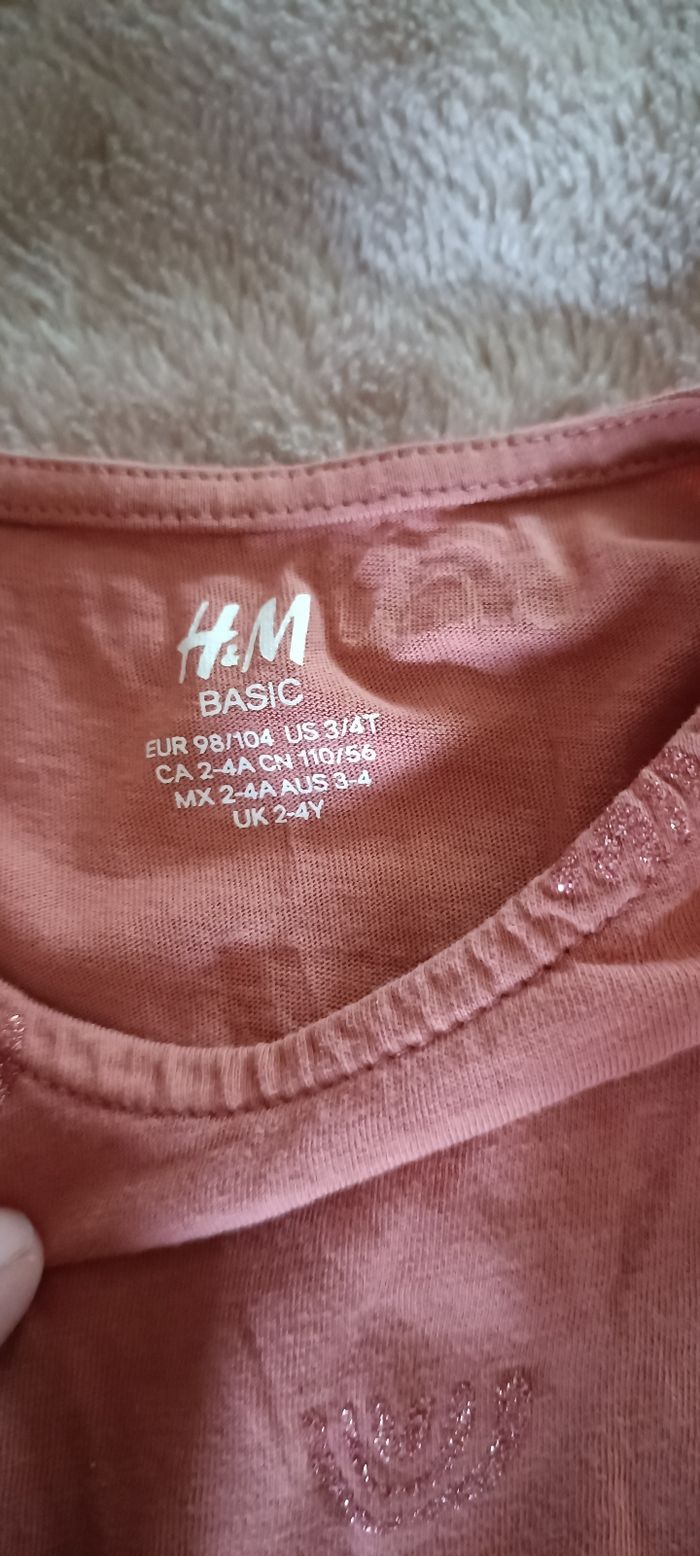 H&M
BASIC
EUR 98/104 US 3/4T
CA 2-4A CN 110/56
MX 2-4A AUS 3-4
UK 2-4Y